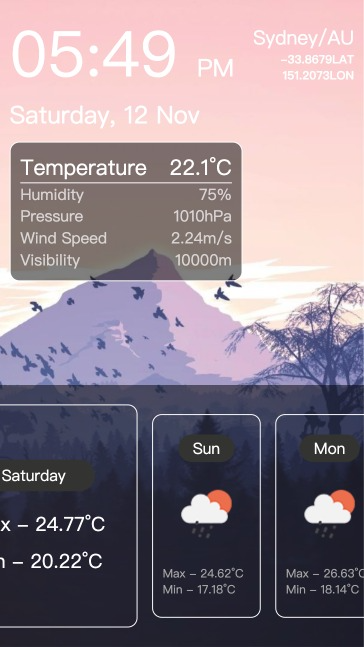 05:49 PM
Sydney/AU
-33.8679LAT
151.2073LON
Saturday, 12 Nov
Temperature 22.1°C
Humidity 75%
Pressure 1010hPa
Wind Speed 2.24m/s
Visibility 10000m
Saturday
x - 24.77°C
n - 20.22°C
Sun
Max - 24.62°C
Min - 17.18°C
Mon
Max - 26.63°C
Min - 18.14°C